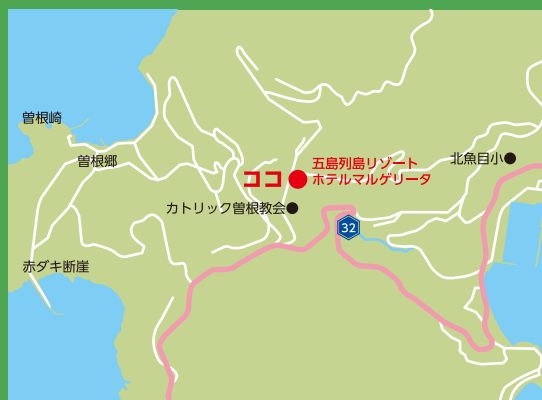 曽根崎
曽根郷
五島列島リゾート
ココ
ホテルマルゲリータ
北魚目小
カトリック曽根教会
32
赤ダキ断崖